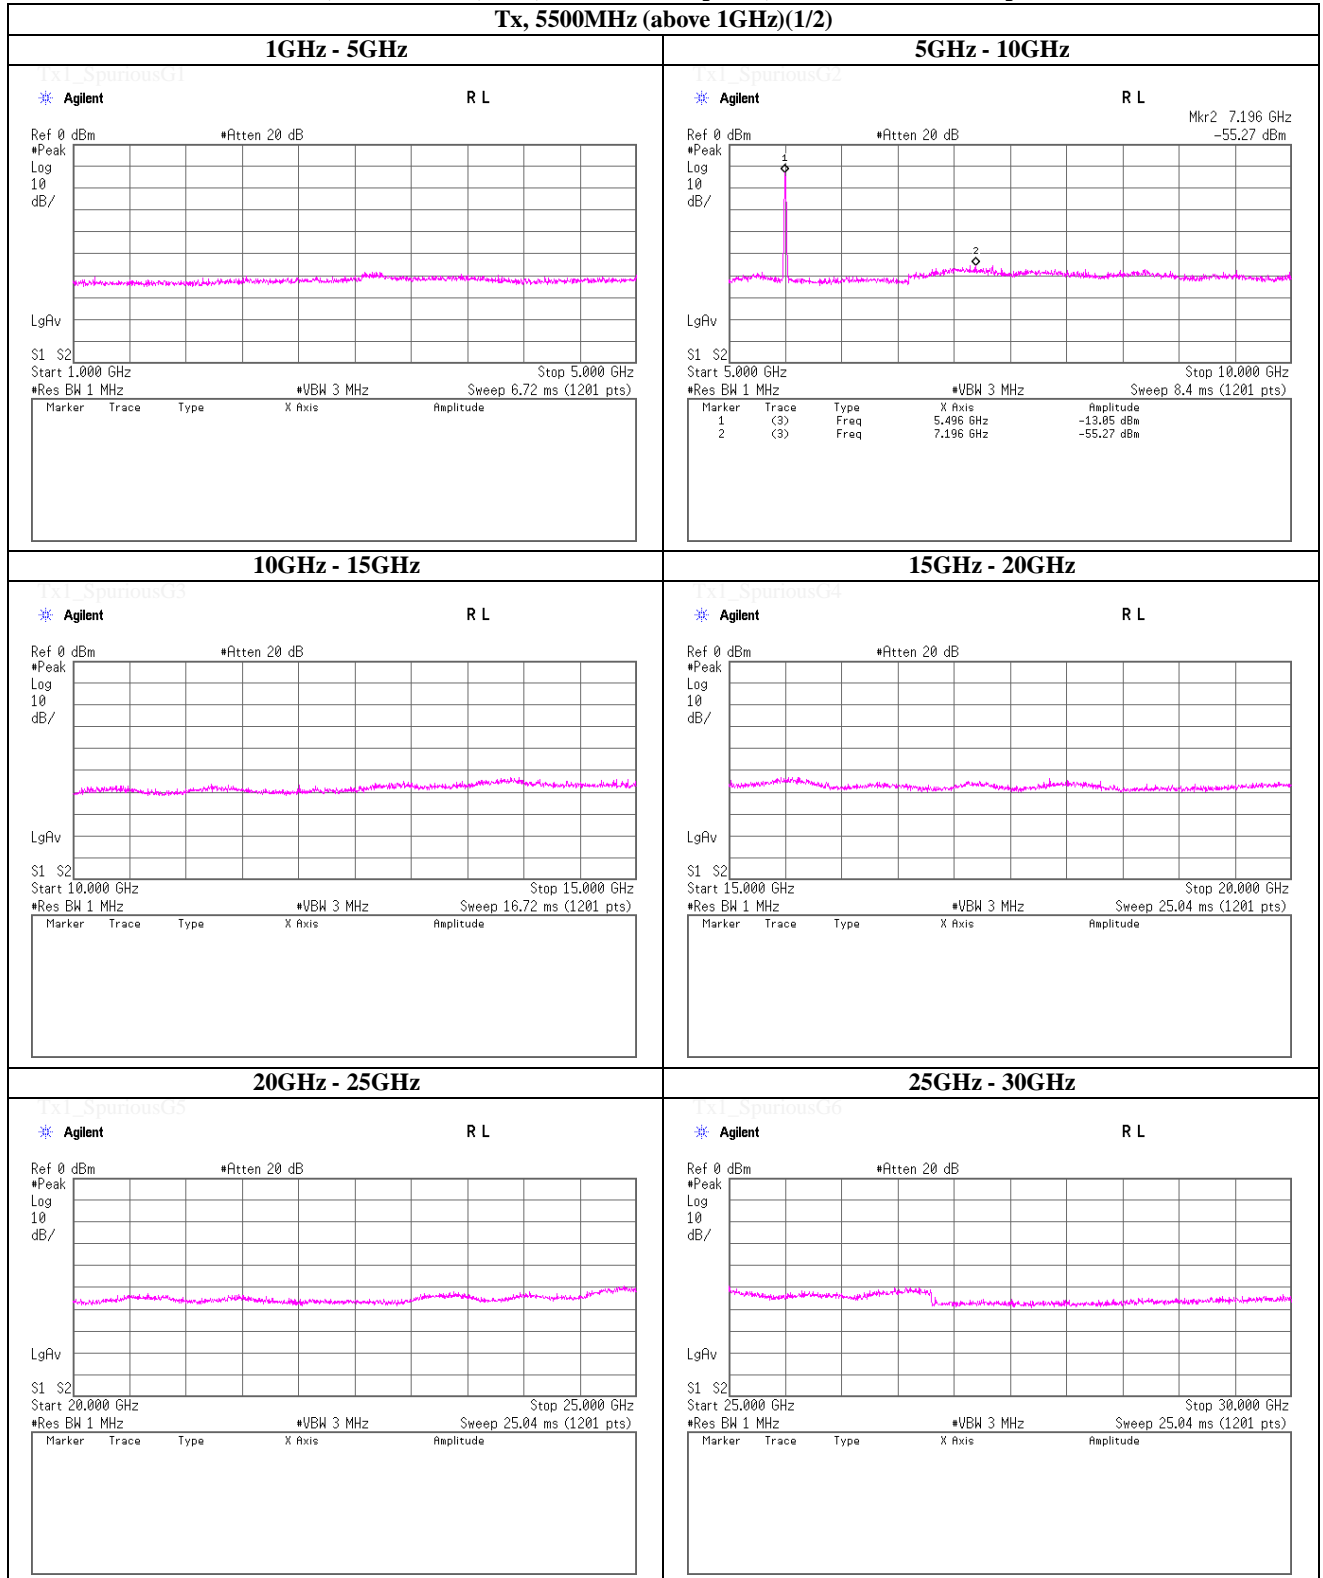 Tx, 5500MHz (above 1GHz)(1/2)
1GHz - 5GHz
Tx1_SpuriousG1
Agilent R L
Ref 0 dBm #Atten 20 dB
#Peak
Log
10
dB/
LgAv
S1 S2
Start 1.000 GHz Stop 5.000 GHz
#Res BW 1 MHz #VBW 3 MHz Sweep 6.72 ms (1201 pts)
Marker Trace Type X Axis Amplitude
5GHz - 10GHz
Tx1_SpuriousG2
Agilent R L
Mkr2 7.196 GHz
Ref 0 dBm #Atten 20 dB -55.27 dBm
#Peak
Log
10
dB/
1
2
LgAv
S1 S2
Start 5.000 GHz Stop 10.000 GHz
#Res BW 1 MHz #VBW 3 MHz Sweep 8.4 ms (1201 pts)
Marker Trace Type X Axis Amplitude
1 (3) Freq 5.496 GHz -13.05 dBm
2 (3) Freq 7.196 GHz -55.27 dBm
10GHz - 15GHz
Tx1_SpuriousG3
Agilent R L
Ref 0 dBm #Atten 20 dB
#Peak
Log
10
dB/
LgAv
S1 S2
Start 10.000 GHz Stop 15.000 GHz
#Res BW 1 MHz #VBW 3 MHz Sweep 16.72 ms (1201 pts)
Marker Trace Type X Axis Amplitude
15GHz - 20GHz
Tx1_SpuriousG4
Agilent R L
Ref 0 dBm #Atten 20 dB
#Peak
Log
10
dB/
LgAv
S1 S2
Start 15.000 GHz Stop 20.000 GHz
#Res BW 1 MHz #VBW 3 MHz Sweep 25.04 ms (1201 pts)
Marker Trace Type X Axis Amplitude
20GHz - 25GHz
Tx1_SpuriousG5
Agilent R L
Ref 0 dBm #Atten 20 dB
#Peak
Log
10
dB/
LgAv
S1 S2
Start 20.000 GHz Stop 25.000 GHz
#Res BW 1 MHz #VBW 3 MHz Sweep 25.04 ms (1201 pts)
Marker Trace Type X Axis Amplitude
25GHz - 30GHz
Tx1_SpuriousG6
Agilent R L
Ref 0 dBm #Atten 20 dB
#Peak
Log
10
dB/
LgAv
S1 S2
Start 25.000 GHz Stop 30.000 GHz
#Res BW 1 MHz #VBW 3 MHz Sweep 25.04 ms (1201 pts)
Marker Trace Type X Axis Amplitude